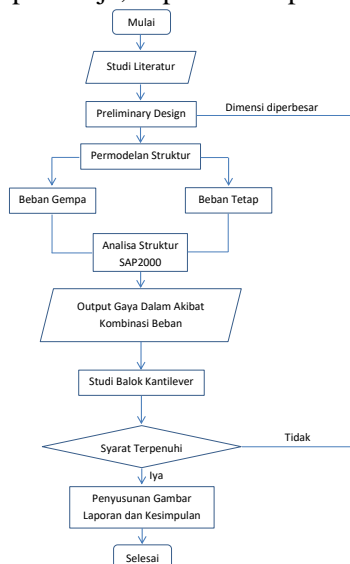 Mulai
Studi Literatur
Preliminary Design
Dimensi diperbesar
Permodelan Struktur
Beban Gempa
Beban Tetap
Analisa Struktur
SAP2000
Output Gaya Dalam Akibat
Kombinasi Beban
Studi Balok Kantilever
Syarat Terpenuhi
Tidak
Iya
Penyusunan Gambar
Laporan dan Kesimpulan
Selesai